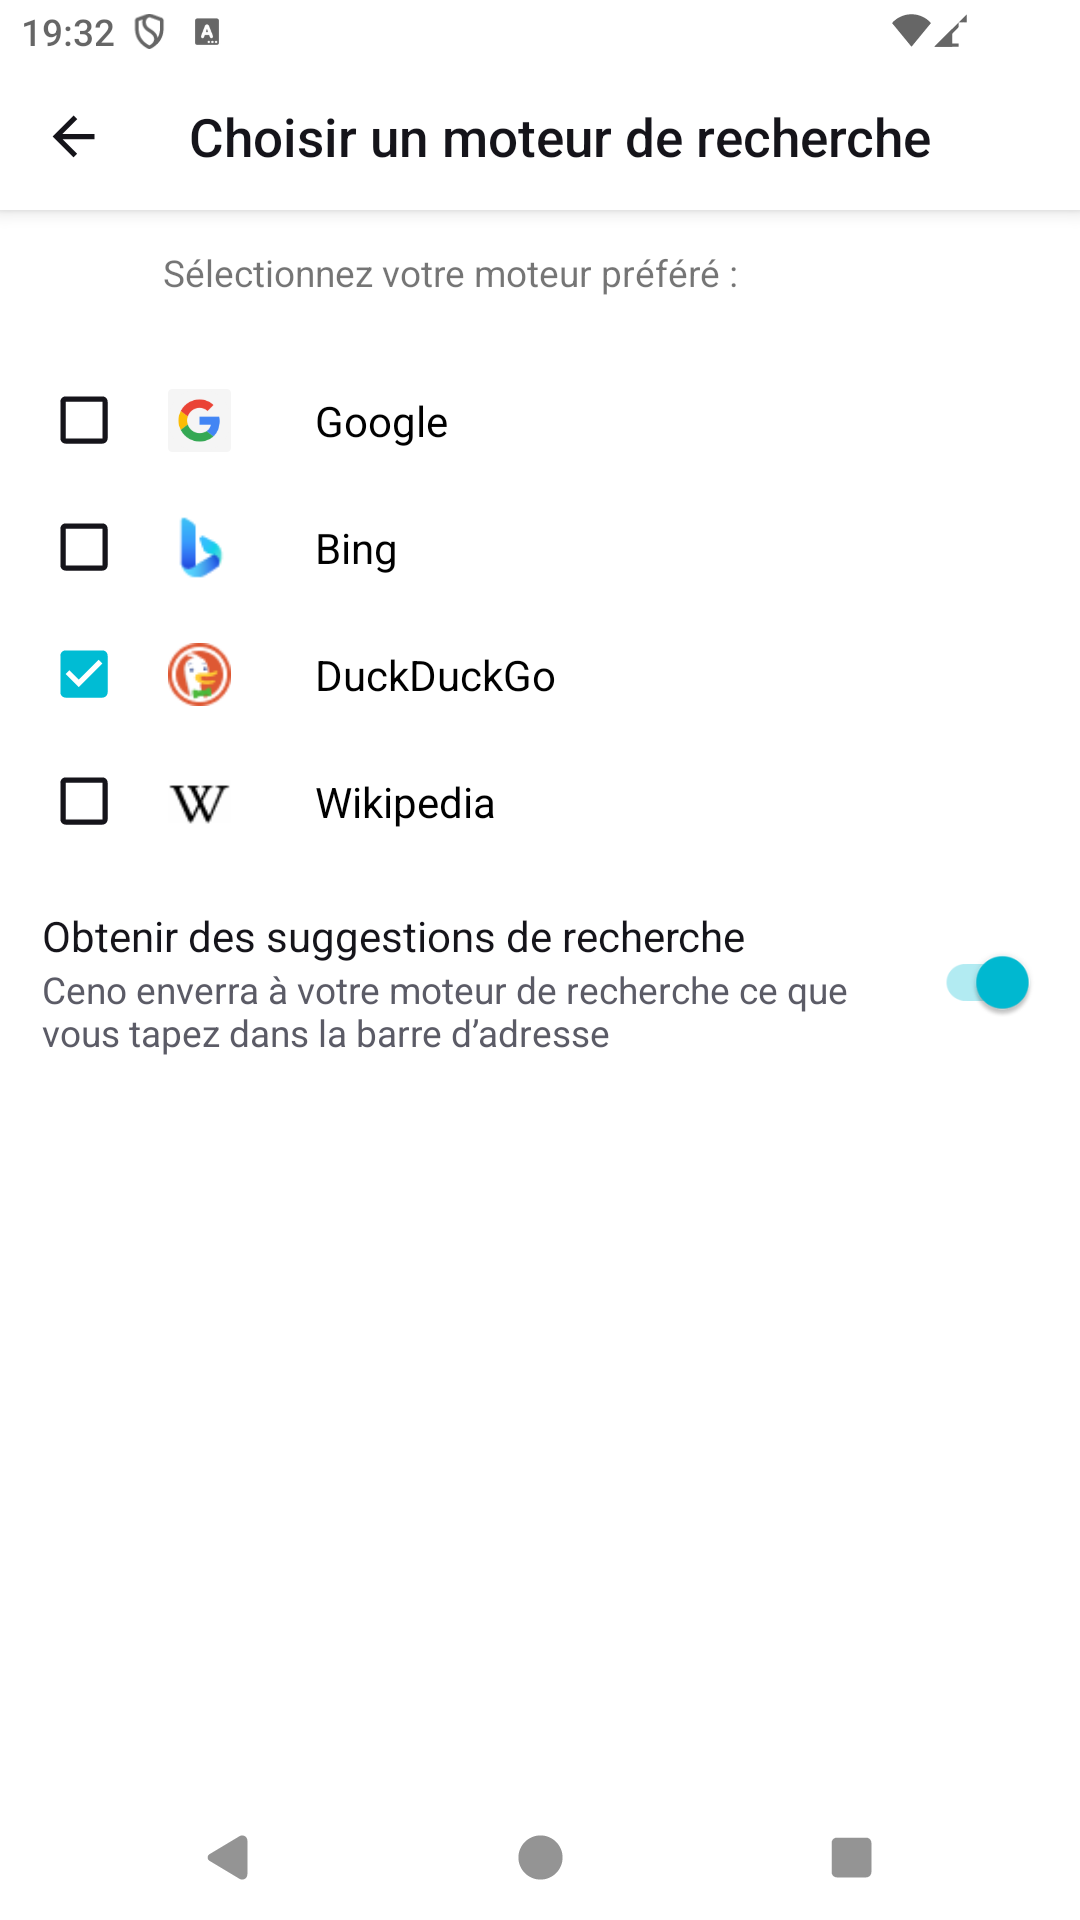 19:32
Choisir un moteur de recherche
Sélectionnez votre moteur préféré :
Google
Bing
DuckDuckGo
W Wikipedia
Obtenir des suggestions de recherche
Ceno enverra à votre moteur de recherche ce que
vous tapez dans la barre d’adresse